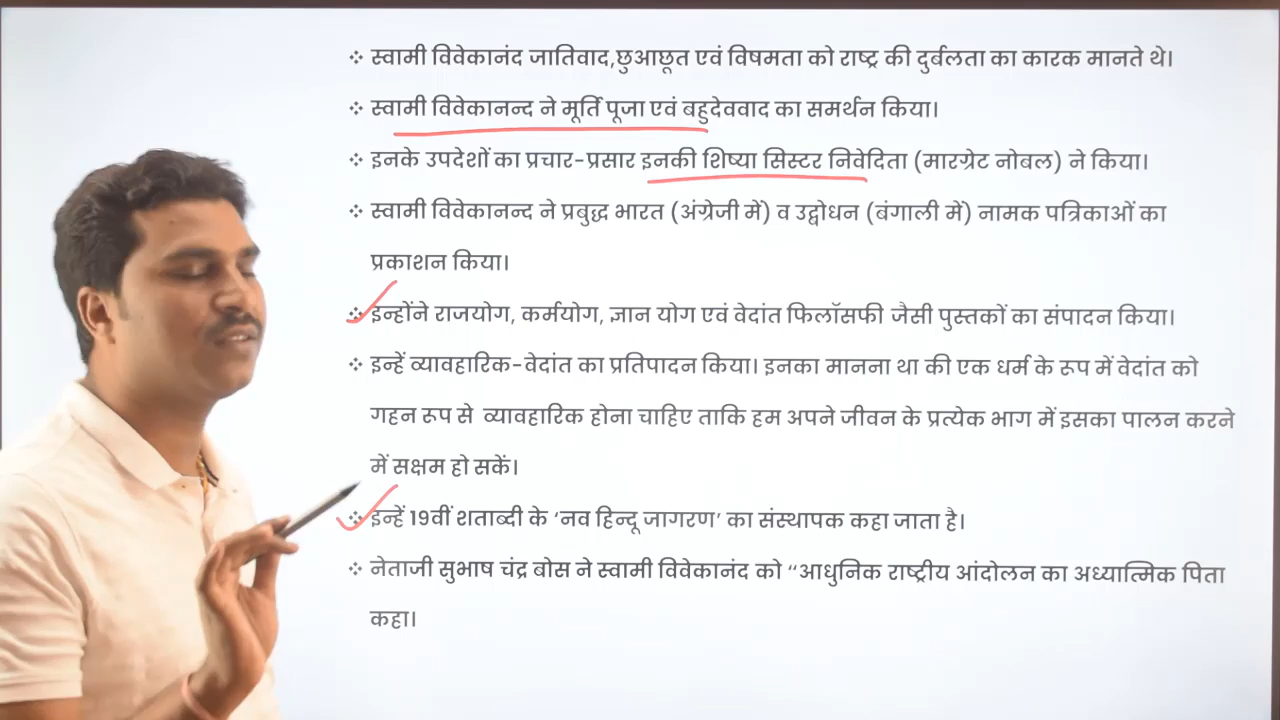 ❖ स्वामी विवेकानंद जातिवाद,छुआछूत एवं विषमता को राष्ट्र की दुर्बलता का कारक मानते थे।
❖ स्वामी विवेकानन्द ने मूर्ति पूजा एवं बहुदेववाद का समर्थन किया।
❖ इनके उपदेशों का प्रचार-प्रसार इनकी शिष्या सिस्टर निवेदिता (मारग्रेट नोबल) ने किया।
❖ स्वामी विवेकानन्द ने प्रबुद्ध भारत (अंग्रेजी में) व उद्बोधन (बंगाली में) नामक पत्रिकाओं का
प्रकाशन किया।
❖ इन्होंने राजयोग, कर्मयोग, ज्ञान योग एवं वेदांत फिलॉसफी जैसी पुस्तकों का संपादन किया।
❖ इन्हें व्यावहारिक-वेदांत का प्रतिपादन किया। इनका मानना था की एक धर्म के रूप में वेदांत को
गहन रूप से व्यावहारिक होना चाहिए ताकि हम अपने जीवन के प्रत्येक भाग में इसका पालन करने
में सक्षम हो सकें।
❖ इन्हें 19वीं शताब्दी के ‘नव हिन्दू जागरण’ का संस्थापक कहा जाता है।
❖ नेताजी सुभाष चंद्र बोस ने स्वामी विवेकानंद को “आधुनिक राष्ट्रीय आंदोलन का अध्यात्मिक पिता
कहा।